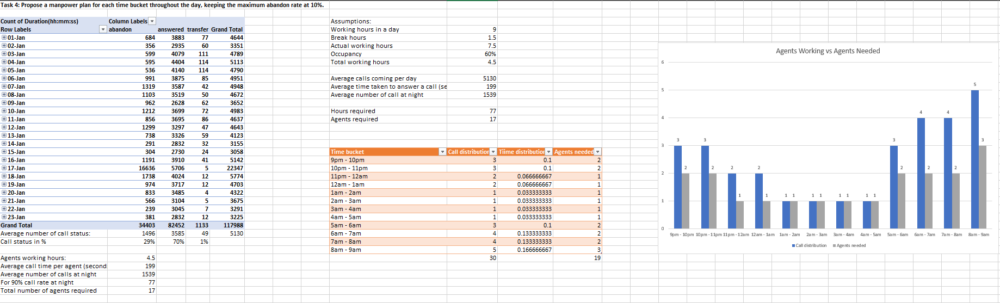 Task 4: Propose a manpower plan for each time bucket throughout the day, keeping the maximum abandon rate at 10%.
Count of Duration(hh:mm:ss) Column Labels
Row Labels abandon answered transfer Grand Total
01-Jan 684 3883 77 4644
02-Jan 356 2935 60 3351
03-Jan 599 4079 111 4789
04-Jan 595 4404 114 5113
05-Jan 536 4140 114 4790
06-Jan 991 3875 85 4951
07-Jan 1319 3587 42 4948
08-Jan 1103 3519 50 4672
09-Jan 962 2628 62 3652
10-Jan 1212 3699 72 4983
11-Jan 856 3695 86 4637
12-Jan 1299 3297 47 4643
13-Jan 738 3326 59 4123
14-Jan 291 2832 32 3155
15-Jan 304 2730 24 3058
16-Jan 1191 3910 41 5142
17-Jan 16636 5706 5 22347
18-Jan 1738 4024 12 5774
19-Jan 974 3717 12 4703
20-Jan 833 3485 4 4322
21-Jan 566 3104 5 3675
22-Jan 239 3045 7 3291
23-Jan 381 2832 12 3225
Grand Total 34403 82452 1133 117988
Average number of call status: 1496 3585 49 5130
Call status in % 29% 70% 1%
Agents working hours: 4.5
Average call time per agent (second 199
Average number of calls at night 1539
For 90% call rate at night 77
Total number of agents required 17
Assumptions:
Working hours in a day 9
Break hours 1.5
Actual working hours 7.5
Occupancy 60%
Total working hours 4.5
Average calls coming per day 5130
Average time taken to answer a call (se 199
Average number of call at night 1539
Hours required 77
Agents required 17
Time bucket Call distribution Tiime distribution Agents needed
9pm - 10pm 3 0.1 2
10pm - 11pm 3 0.1 2
11pm - 12am 2 0.066666667 1
12am - 1am 2 0.066666667 1
1am - 2am 1 0.033333333 1
2am - 3am 1 0.033333333 1
3am - 4am 1 0.033333333 1
4am - 5am 1 0.033333333 1
5am - 6am 3 0.1 2
6am - 7am 4 0.133333333 2
7am - 8am 4 0.133333333 2
8am - 9am 5 0.166666667 3
30 19
Agents Working vs Agents Needed
6
5
4
3
2
1
0
3 2 3 2 2 1 2 1 1 1 1 1 1 1 1 1 3 2 4 2 4 2 5 3
9pm - 10pm 10pm - 11pm 11pm - 12am 12am - 1am 1am - 2am 2am - 3am 3am - 4am 4am - 5am 5am - 6am 6am - 7am 7am - 8am 8am - 9am
Call distribution Agents needed